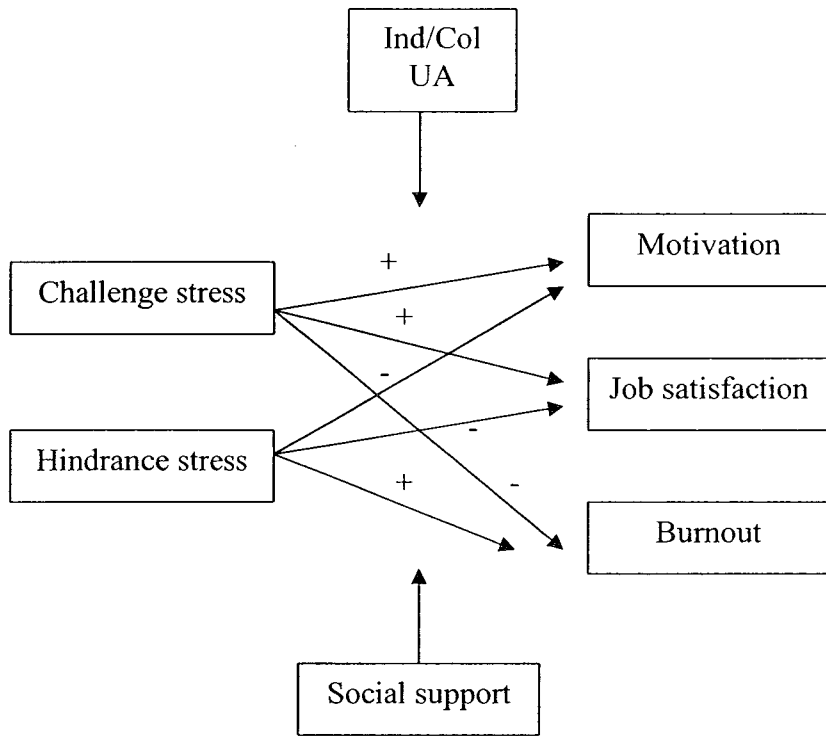 Ind/Col
UA
Motivation
+
Challenge stress
+
-
Job satisfaction
Hindrance stress
-
+
-
Burnout
Social support